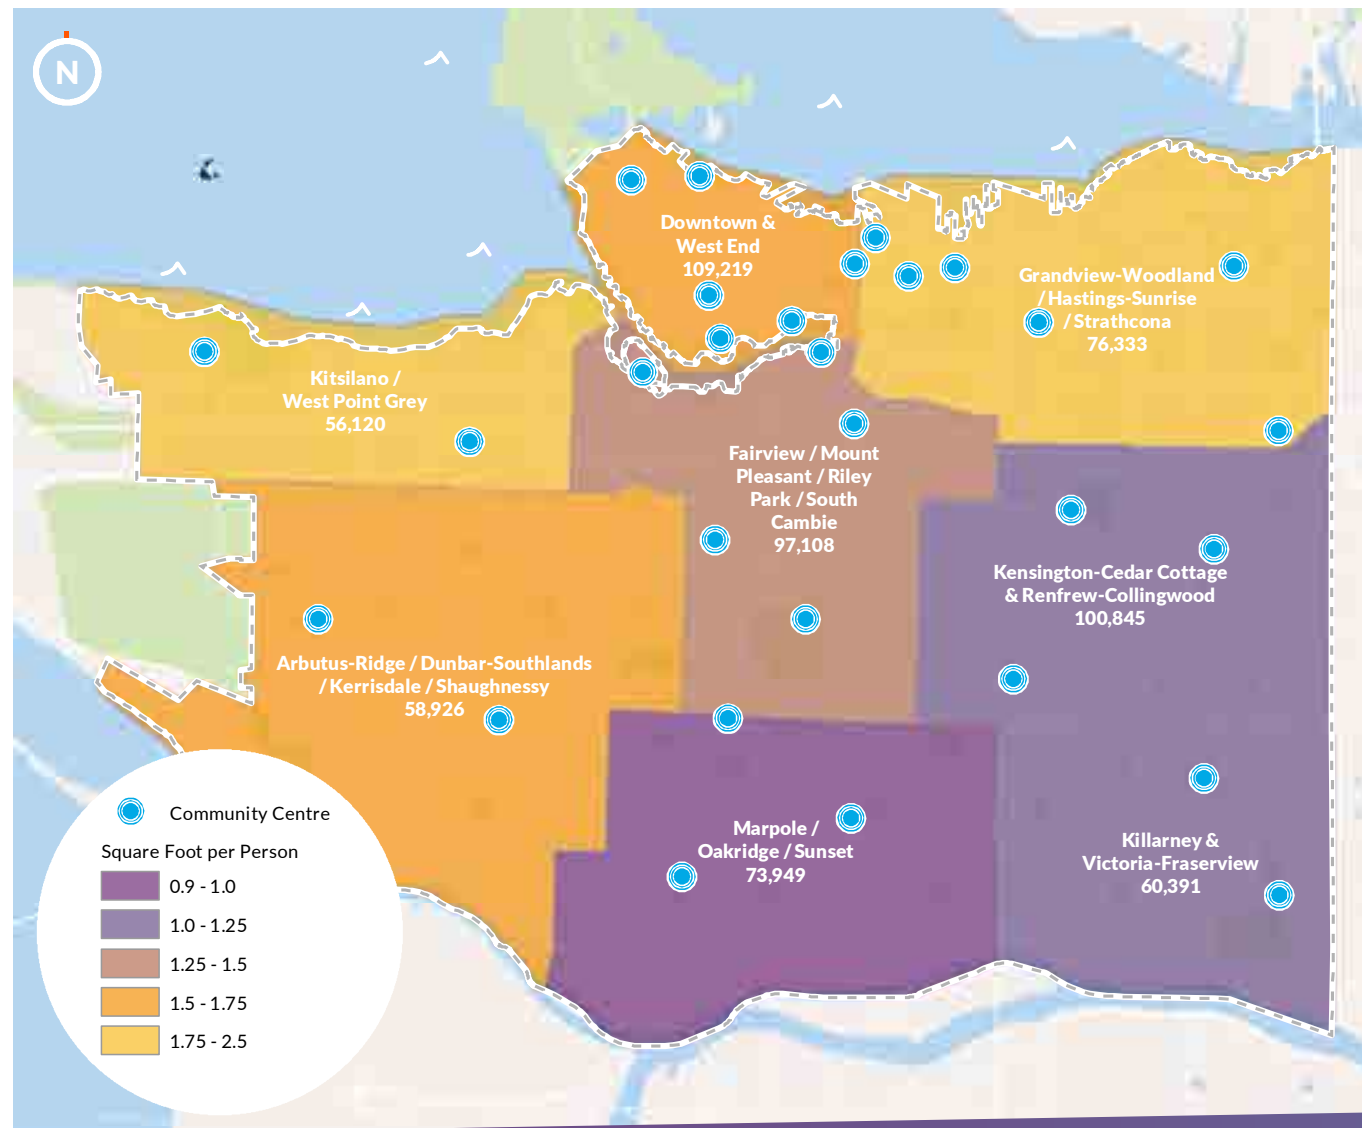 N
Downtown &
West End
109,219
Grandview-Woodland
/ Hastings-Sunrise
/ Strathcona
76,333
Kitsilano /
West Point Grey
56,120
Fairview / Mount
Pleasant / Riley
Park / South
Cambie
97,108
Kensington-Cedar Cottage
& Renfrew-Collingwood
100,845
Arbutus-Ridge / Dunbar-Southlands
/ Kerrisdale / Shaughnessy
58,926
Marpole /
Oakridge / Sunset
73,949
Killarney &
Victoria-Fraserview
60,391
Community Centre
Square Foot per Person
0.9 - 1.0
1.0 - 1.25
1.25 - 1.5
1.5 - 1.75
1.75 - 2.5